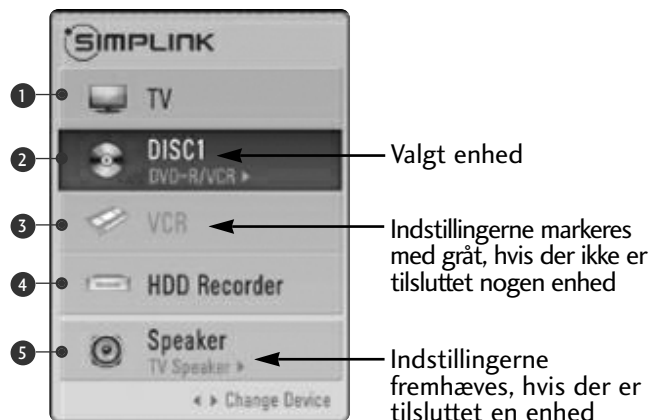 SIMPLINK
1 TV
2 DISC1
DVD-R/VCR ▸
Valgt enhed
3 VCR
Indstillingerne markeres
med gråt, hvis der ikke er
tilsluttet nogen enhed
4 HDD Recorder
5 Speaker
TV Speaker ▸
Indstillingerne
fremhæves, hvis der er
tilsluttet en enhed
◂ ▸ Change Device